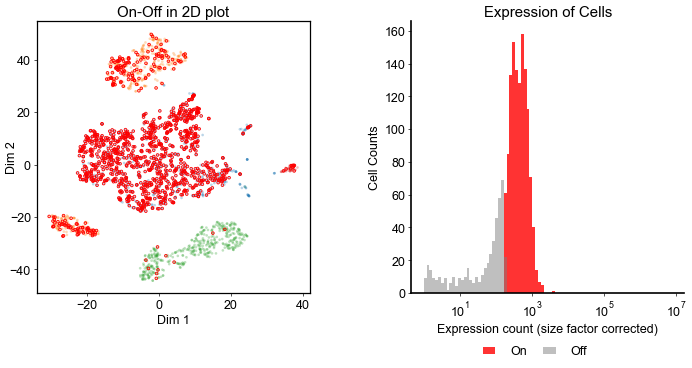 On-Off in 2D plot
Expression of Cells
40
20
0
−20
−40
Dim 2
−20
0
20
40
Dim 1
160
140
120
100
80
60
40
20
0
Cell Counts
10^1
10^3
10^5
10^7
Expression count (size factor corrected)
On
Off